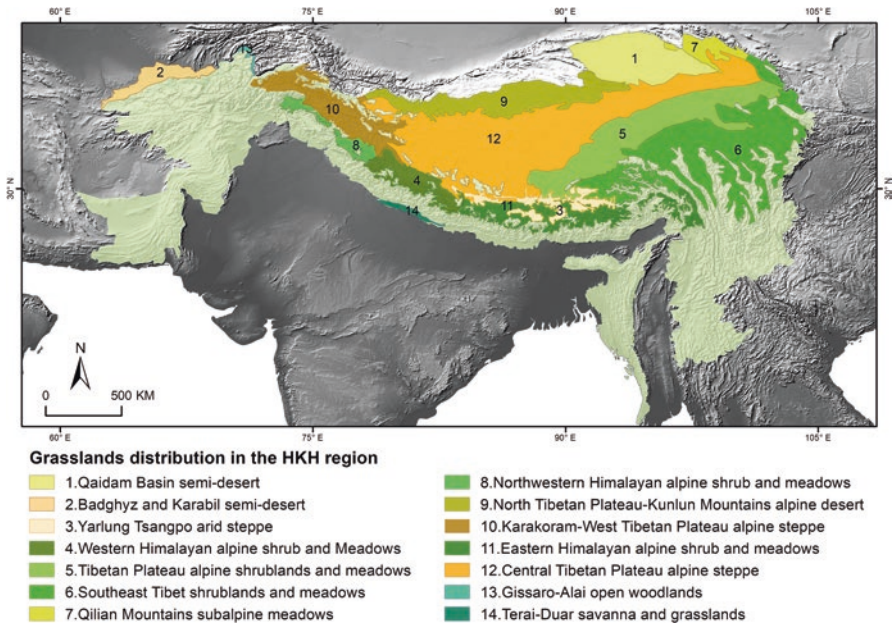 60° E 75° E 90° E 105° E
13
7
2
1
10
9
12
5
8
6
4
30° N
30° N
11
3
14
N
0 500 KM
60° E 75° E 90° E 105° E
Grasslands distribution in the HKH region
1.Qaidam Basin semi-desert
2.Badghyz and Karabil semi-desert
3.Yarlung Tsangpo arid steppe
4.Western Himalayan alpine shrub and Meadows
5.Tibetan Plateau alpine shrublands and meadows
6.Southeast Tibet shrublands and meadows
7.Qilian Mountains subalpine meadows
8.Northwestern Himalayan alpine shrub and meadows
9.North Tibetan Plateau-Kunlun Mountains alpine desert
10.Karakoram-West Tibetan Plateau alpine steppe
11.Eastern Himalayan alpine shrub and meadows
12.Central Tibetan Plateau alpine steppe
13.Gissaro-Alai open woodlands
14.Terai-Duar savanna and grasslands